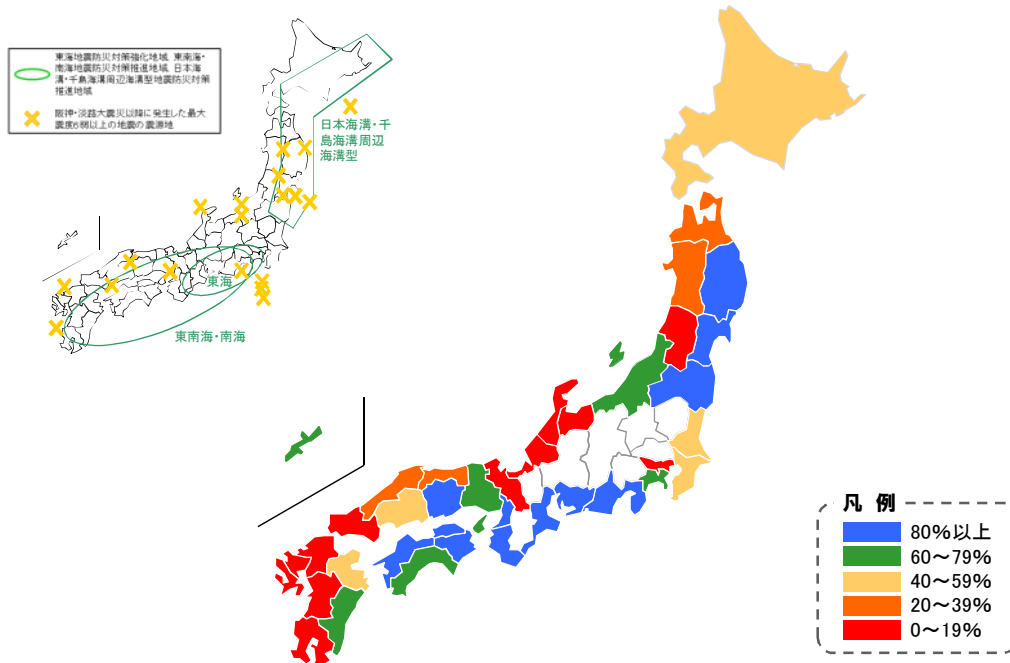 東海地震防災対策強化地域、東南海・
南海地震防災対策推進地域、日本海
溝・千島海溝周辺海溝型地震防災対策
推進地域
阪神・淡路大震災以降に発生した最大
震度6弱以上の地震の震源地
日本海溝・千
島海溝周辺
海溝型
東海
東南海・南海
凡 例
80%以上
60~79%
40~59%
20~39%
0~19%